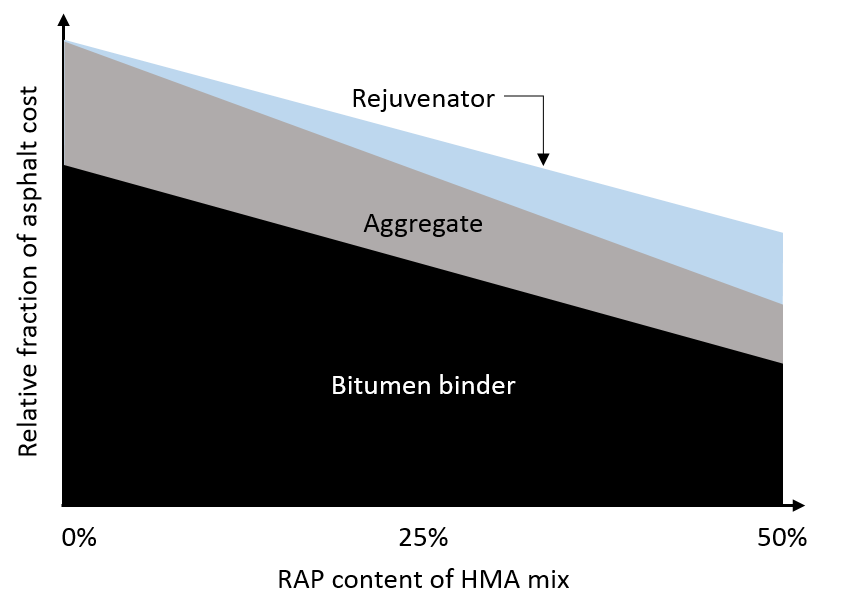 Relative fraction of asphalt cost
Rejuvenator
Aggregate
Bitumen binder
0%
25%
50%
RAP content of HMA mix